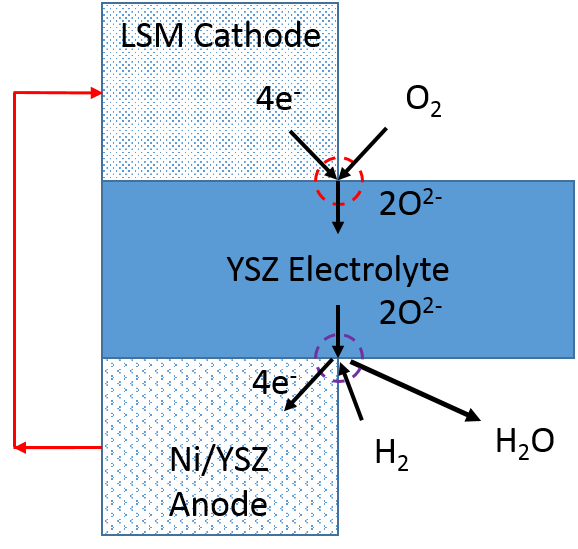 LSM Cathode
4e⁻
O₂
2O²⁻
YSZ Electrolyte
2O²⁻
4e⁻
H₂
H₂O
Ni/YSZ
Anode